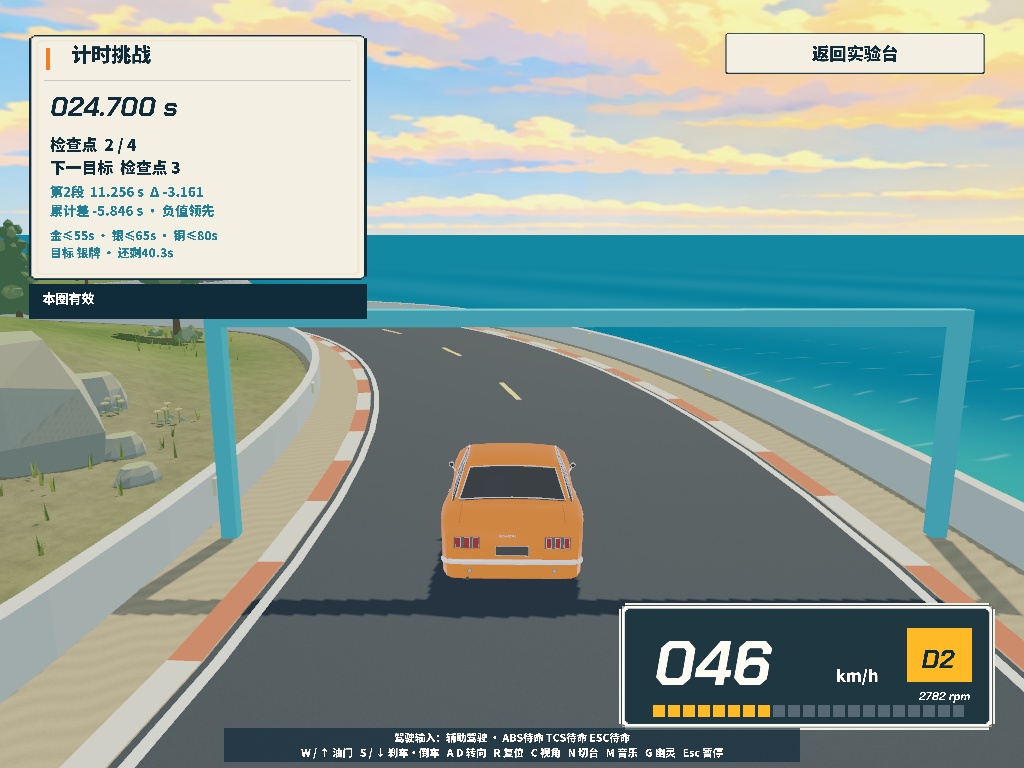 计时挑战
024.700 s
检查点 2 / 4
下一目标 检查点 3
第2段 11.256 s Δ -3.161
累计差 -5.846 s · 负值领先
金≤55s · 银≤65s · 铜≤80s
目标 银牌 · 还剩40.3s
本圈有效
返回实验台
046 km/h D2
2782 rpm
驾驶输入：辅助驾驶 · ABS待命 TCS待命 ESC待命
W / ↑ 油门 S / ↓ 刹车·倒车 A D 转向 R 复位 C 视角 N 切台 M 音乐 G 幽灵 Esc 暂停